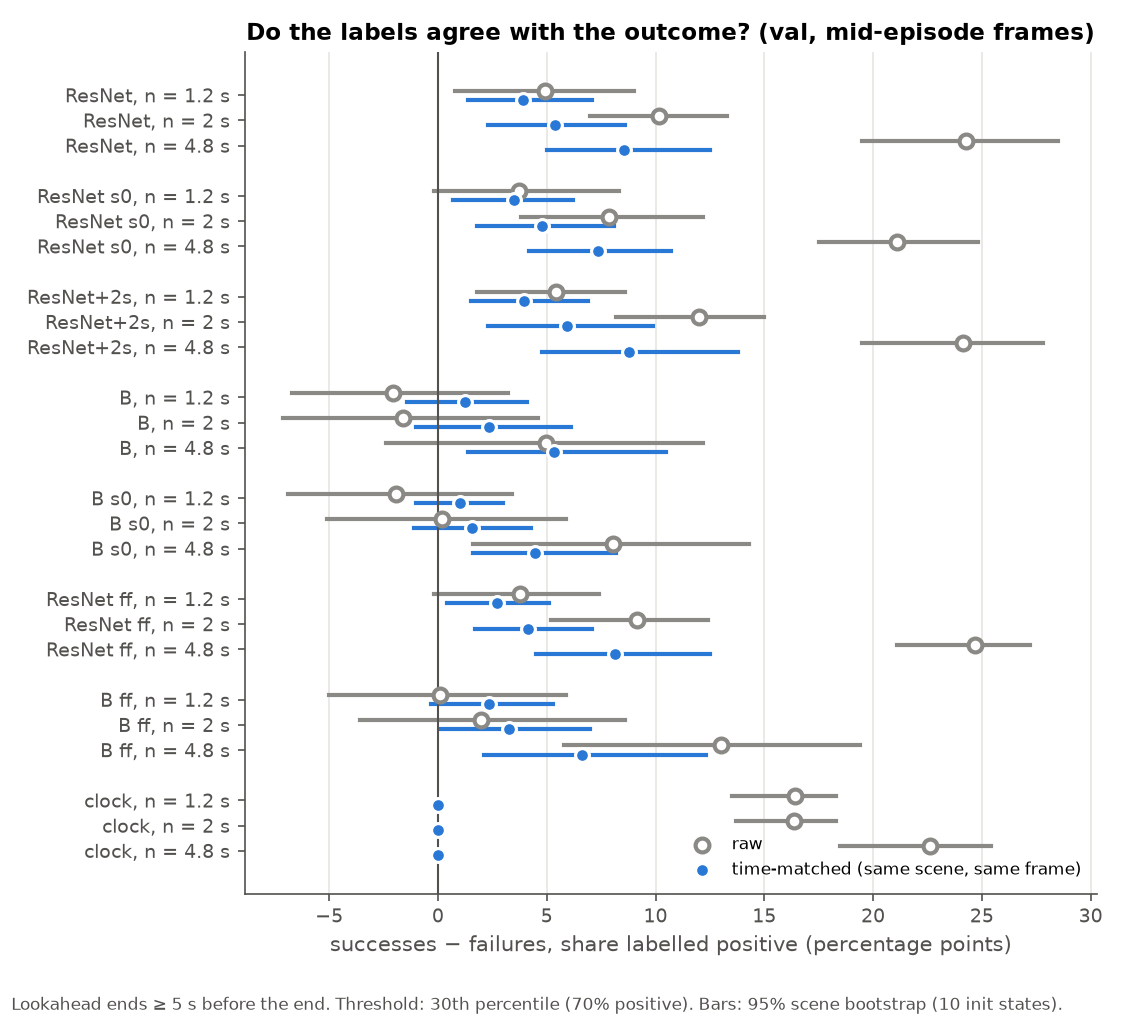 Do the labels agree with the outcome? (val, mid-episode frames)
ResNet, n = 1.2 s
ResNet, n = 2 s
ResNet, n = 4.8 s
ResNet s0, n = 1.2 s
ResNet s0, n = 2 s
ResNet s0, n = 4.8 s
ResNet+2s, n = 1.2 s
ResNet+2s, n = 2 s
ResNet+2s, n = 4.8 s
B, n = 1.2 s
B, n = 2 s
B, n = 4.8 s
B s0, n = 1.2 s
B s0, n = 2 s
B s0, n = 4.8 s
ResNet ff, n = 1.2 s
ResNet ff, n = 2 s
ResNet ff, n = 4.8 s
B ff, n = 1.2 s
B ff, n = 2 s
B ff, n = 4.8 s
clock, n = 1.2 s
clock, n = 2 s
clock, n = 4.8 s
raw
time-matched (same scene, same frame)
−5 0 5 10 15 20 25 30
successes − failures, share labelled positive (percentage points)
Lookahead ends ≥ 5 s before the end. Threshold: 30th percentile (70% positive). Bars: 95% scene bootstrap (10 init states).